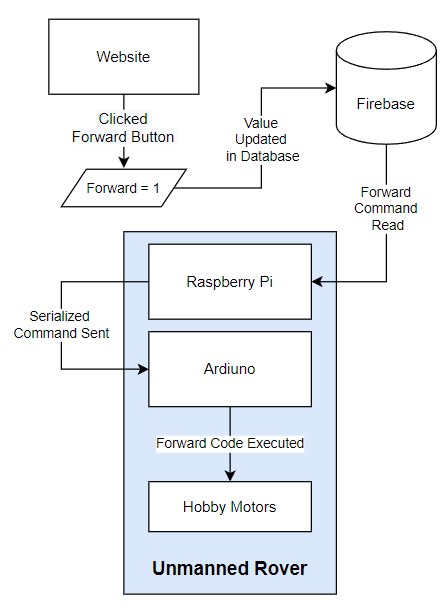 Website
Clicked
Forward Button
Forward = 1
Value
Updated
in Database
Firebase
Forward
Command
Read
Raspberry Pi
Serialized
Command Sent
Ardiuno
Forward Code Executed
Hobby Motors
Unmanned Rover